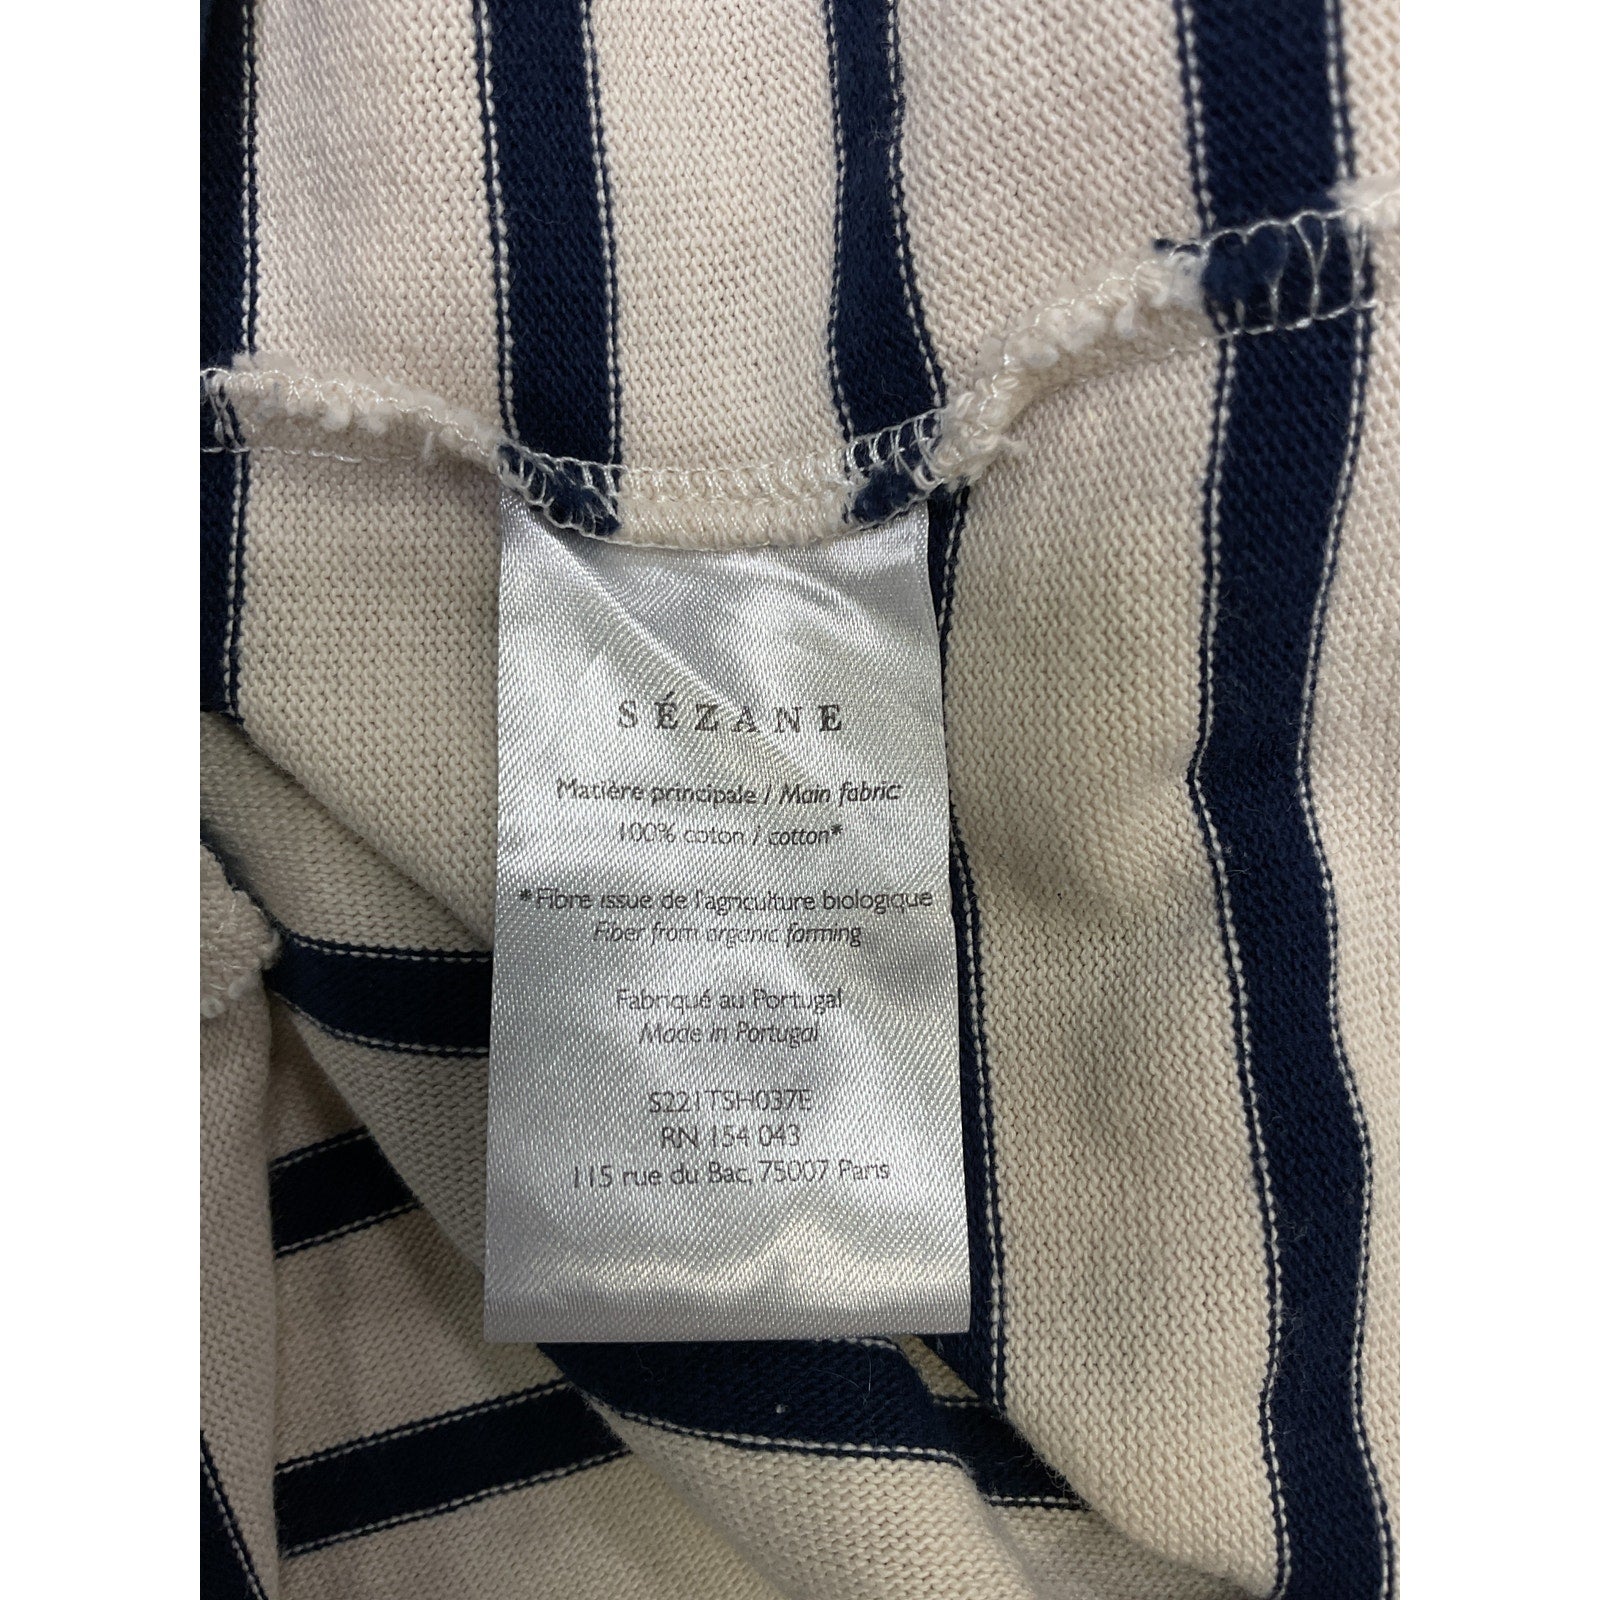 SÉZANE
Matière principale / Main fabric
100% coton / cotton*
*Fibre issue de l'agriculture biologique
Fiber from organic farming
Fabriqué au Portugal
Made in Portugal
S221TSH037E
RN 154 043
115 rue du Bac, 75007 Paris